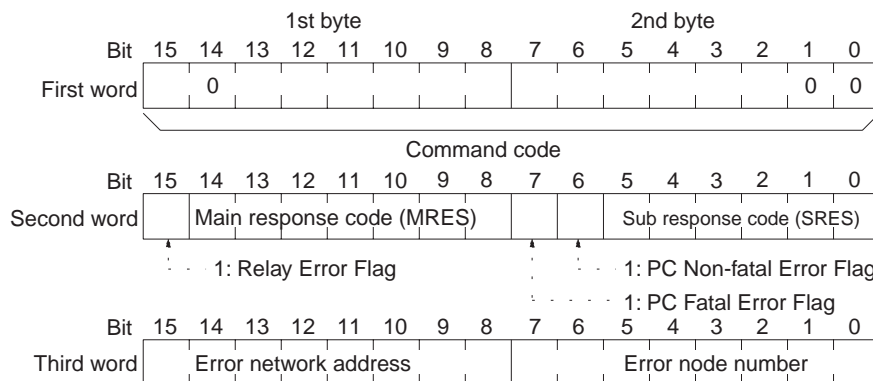 1st byte 2nd byte
Bit 15 14 13 12 11 10 9 8 7 6 5 4 3 2 1 0
First word 0 0 0
Command code
Bit 15 14 13 12 11 10 9 8 7 6 5 4 3 2 1 0
Second word Main response code (MRES) Sub response code (SRES)
1: Relay Error Flag 1: PC Non-fatal Error Flag
1: PC Fatal Error Flag
Bit 15 14 13 12 11 10 9 8 7 6 5 4 3 2 1 0
Third word Error network address Error node number